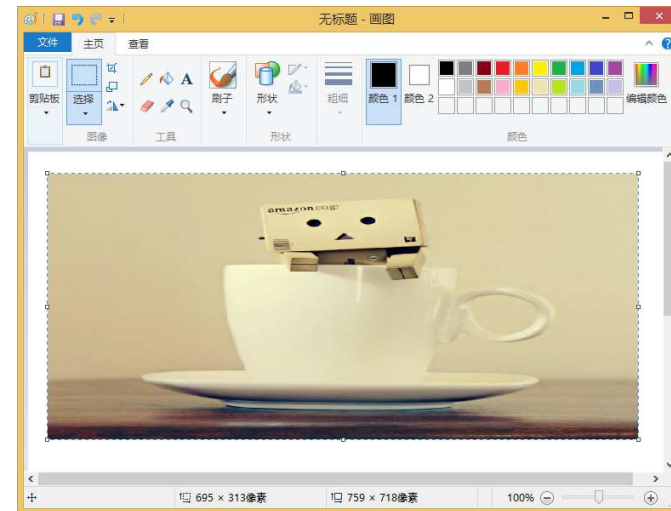 无标题 - 画图
文件 主页 查看
剪贴板 选择 A 刷子 形状 粗细 颜色 1 颜色 2 编辑颜色
图像 工具 形状 颜色
amazon.co.jp
695 × 313像素 759 × 718像素 100%